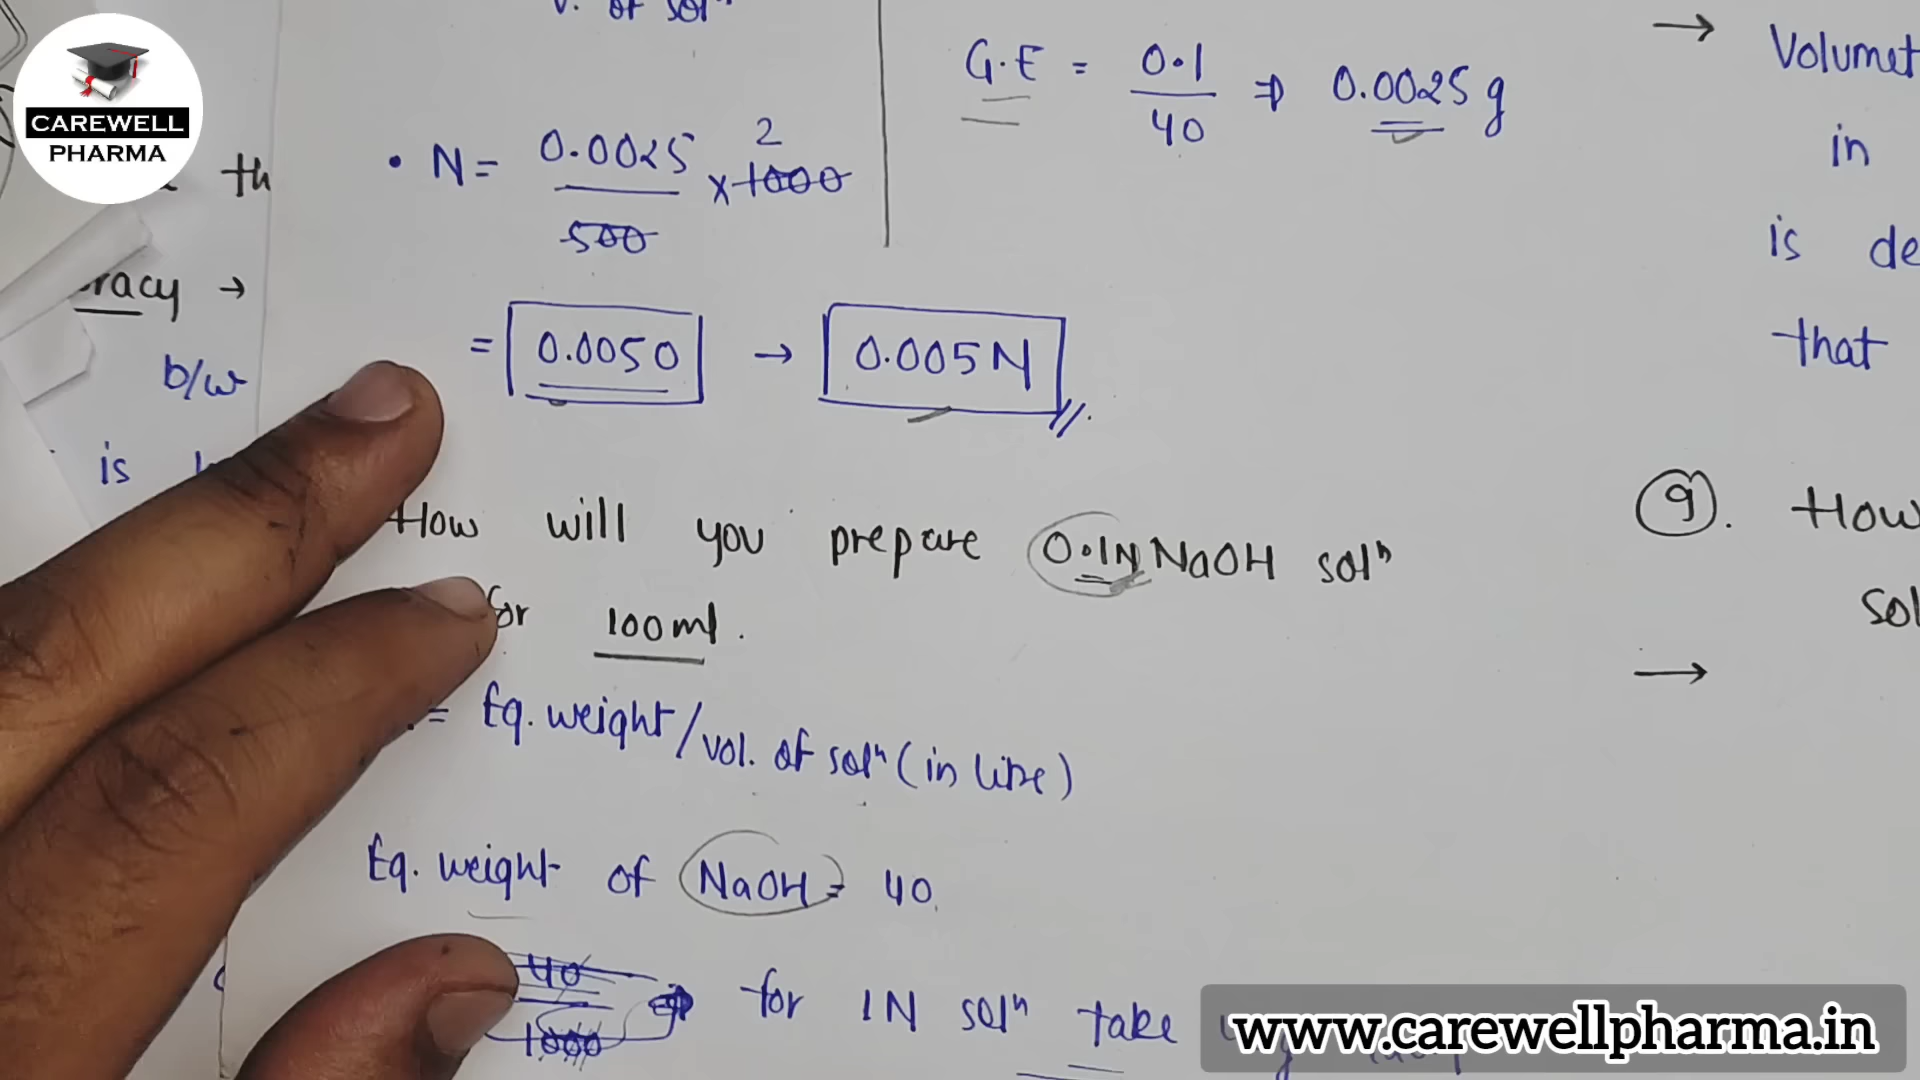 CAREWELL
PHARMA
v. of solⁿ
G.E = 0.1 / 40 ⇒ 0.0025 g
• N = 0.0025 / 500 × 1000 2
= 0.0050 → 0.005 N
How will you prepare 0.1N NaOH solⁿ
for 100ml.
= Eq. weight / vol. of solⁿ (in litre)
Eq. weight of NaOH = 40
40 / 1000 ⇒ for 1N solⁿ take
th
racy →
b/w
is
→ Volumet
in
is de
that
9. How
sol
→
www.carewellpharma.in